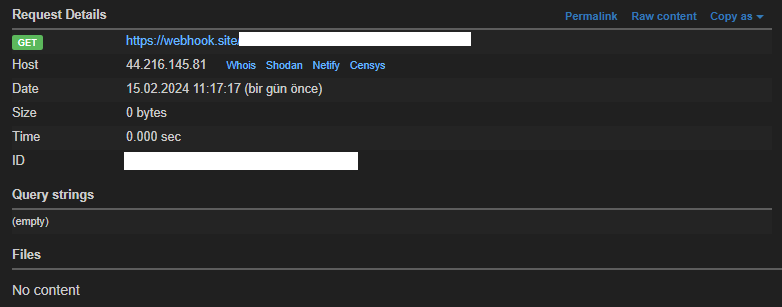 Request Details Permalink Raw content Copy as
GET https://webhook.site/
Host 44.216.145.81 Whois Shodan Netify Censys
Date 15.02.2024 11:17:17 (bir gün önce)
Size 0 bytes
Time 0.000 sec
ID
Query strings
(empty)
Files
No content